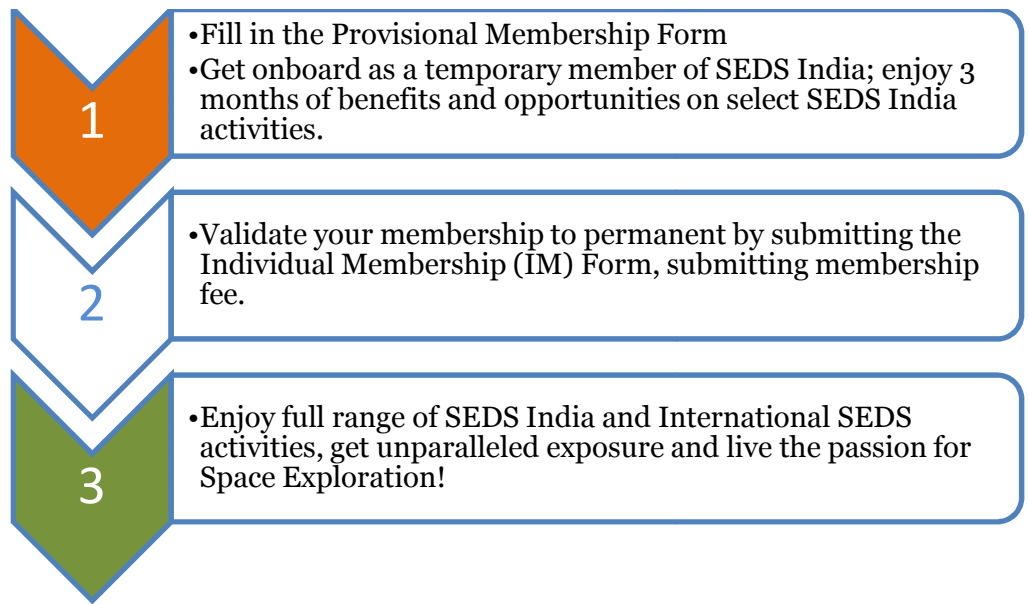 1
•Fill in the Provisional Membership Form
•Get onboard as a temporary member of SEDS India; enjoy 3
months of benefits and opportunities on select SEDS India
activities.
2
•Validate your membership to permanent by submitting the
Individual Membership (IM) Form, submitting membership
fee.
3
•Enjoy full range of SEDS India and International SEDS
activities, get unparalleled exposure and live the passion for
Space Exploration!